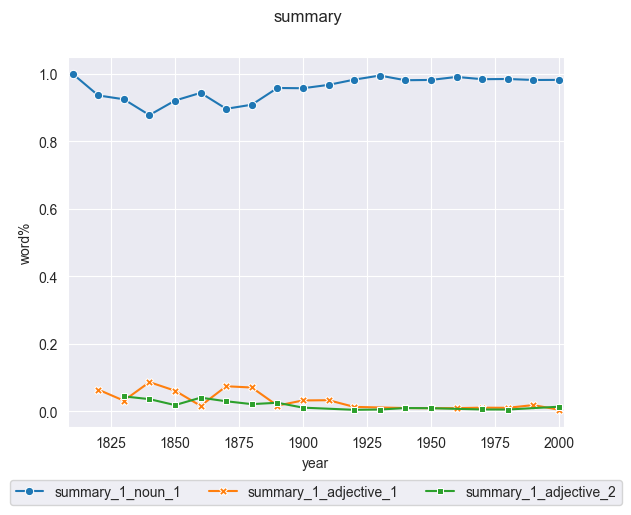 summary
1.0
0.8
0.6
0.4
0.2
0.0
word%
1825 1850 1875 1900 1925 1950 1975 2000
year
summary_1_noun_1 summary_1_adjective_1 summary_1_adjective_2